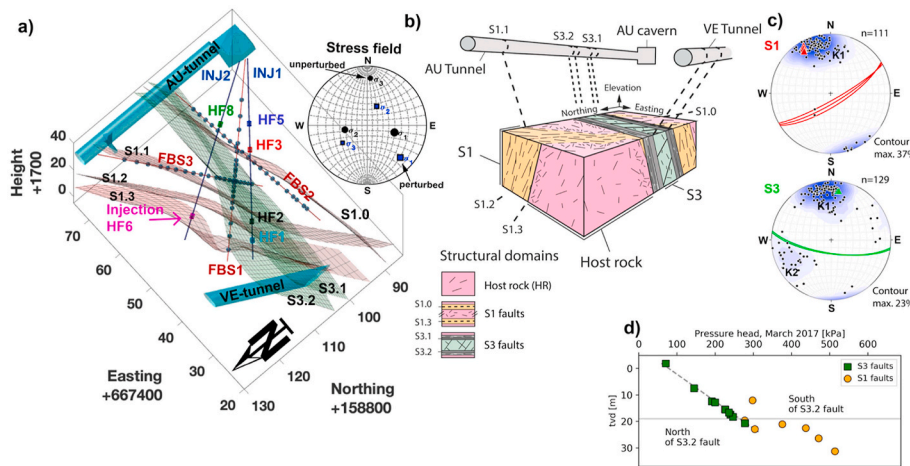 a)
AU-tunnel
INJ2
INJ1
HF8
HF5
HF3
S1.1
FBS3
FBS2
S1.2
S1.3
S1.0
Injection
HF6
HF2
HF1
FBS1
S3.1
S3.2
VE-tunnel
Height
+1700
40
20
0
70
60
50
40
30
20
Easting
+667400
90
100
110
120
130
Northing
+158800
N
Stress field
unperturbed
N
σ3
σ2
W
σ2
σ1
E
σ3
σ1
S
perturbed
b)
S1.1
S3.2
S3.1
AU cavern
VE Tunnel
AU Tunnel
Elevation
Northing
Easting
S1.0
S1
S1.2
S1.3
S3
Host rock
Structural domains
Host rock (HR)
S1.0
S1.3
S1 faults
S3.1
S3.2
S3 faults
c)
N
n=111
S1
K1
W
E
S
Contour
max. 37%
N
n=129
S3
K1
W
E
K2
S
Contour
max. 23%
d)
Pressure head, March 2017 [kPa]
0 100 200 300 400 500 600
tvd [m]
0
10
20
30
S3 faults
S1 faults
South
of S3.2 fault
North
of S3.2 fault